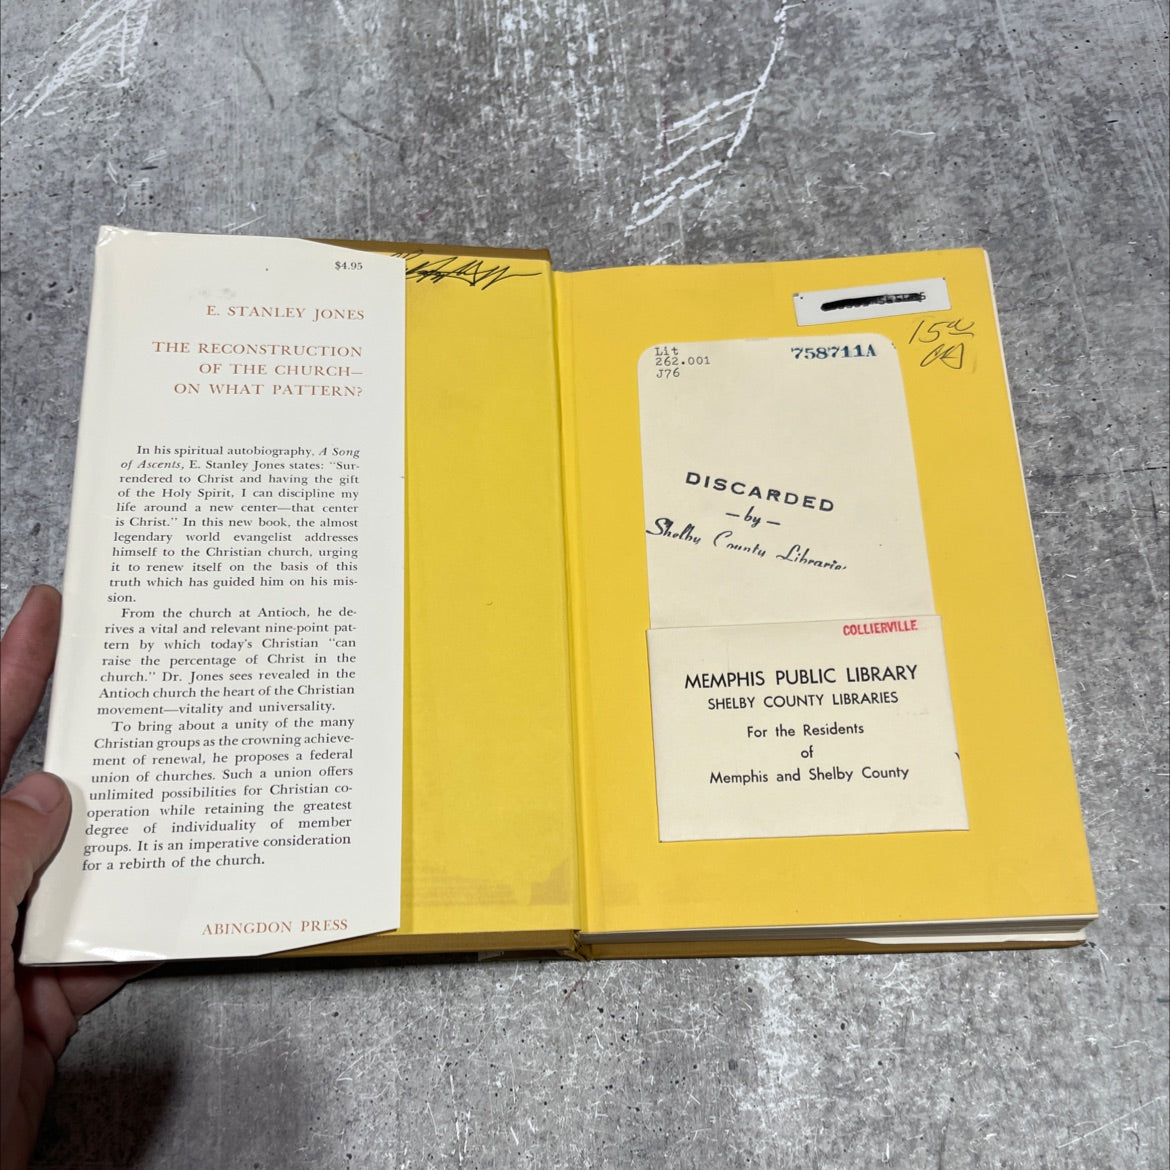 $4.95
E. STANLEY JONES
THE RECONSTRUCTION
OF THE CHURCH—
ON WHAT PATTERN?
In his spiritual autobiography, A Song
of Ascents, E. Stanley Jones states: "Sur-
rendered to Christ and having the gift
of the Holy Spirit, I can discipline my
life around a new center—that center
is Christ." In this new book, the almost
legendary world evangelist addresses
himself to the Christian church, urging
it to renew itself on the basis of this
truth which has guided him on his mis-
sion.
From the church at Antioch, he de-
rives a vital and relevant nine-point pat-
tern by which today's Christian "can
raise the percentage of Christ in the
church." Dr. Jones sees revealed in the
Antioch church the heart of the Christian
movement—vitality and universality.
To bring about a unity of the many
Christian groups as the crowning achieve-
ment of renewal, he proposes a federal
union of churches. Such a union offers
unlimited possibilities for Christian co-
operation while retaining the greatest
degree of individuality of member
groups. It is an imperative consideration
for a rebirth of the church.
ABINGDON PRESS
Lit
262.001
J76
758711A
DISCARDED
—by—
Shelby County Libraries
COLLIERVILLE
MEMPHIS PUBLIC LIBRARY
SHELBY COUNTY LIBRARIES
For the Residents
of
Memphis and Shelby County